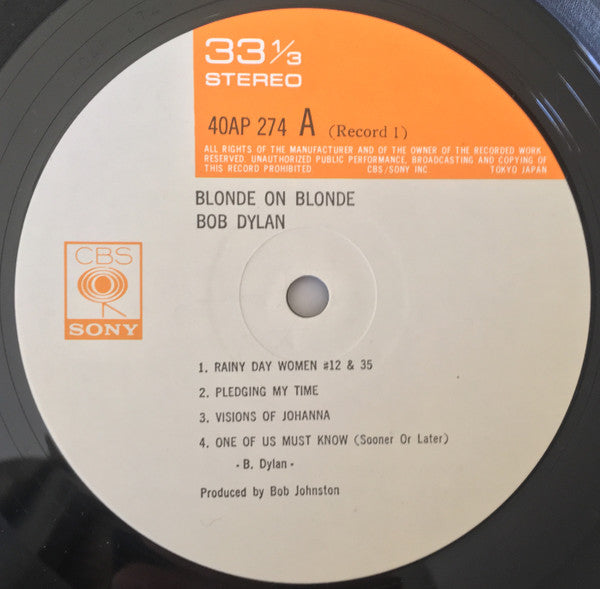 33 1/3
STEREO
40AP 274 A (Record 1)
ALL RIGHTS OF THE MANUFACTURER AND OF THE OWNER OF THE RECORDED WORK
RESERVED. UNAUTHORIZED PUBLIC PERFORMANCE, BROADCASTING AND COPYING OF
THIS RECORD PROHIBITED CBS/SONY INC TOKYO JAPAN
BLONDE ON BLONDE
BOB DYLAN
CBS
SONY
1. RAINY DAY WOMEN #12 & 35
2. PLEDGING MY TIME
3. VISIONS OF JOHANNA
4. ONE OF US MUST KNOW (Sooner Or Later)
- B. Dylan -
Produced by Bob Johnston